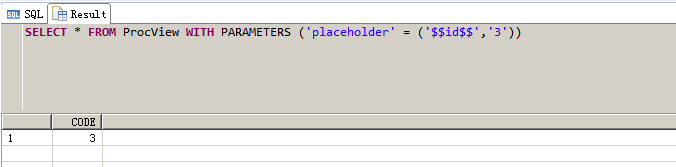 SQL Result
SELECT * FROM ProcView WITH PARAMETERS ('placeholder' = ('$$id$$','3'))
CODE
1 3